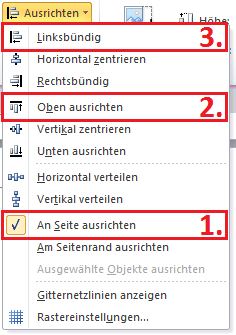 Ausrichten
Höhe:
Linksbündig 3.
Horizontal zentrieren
Rechtsbündig
Oben ausrichten 2.
Vertikal zentrieren
Unten ausrichten
Horizontal verteilen
Vertikal verteilen
An Seite ausrichten 1.
Am Seitenrand ausrichten
Ausgewählte Objekte ausrichten
Gitternetzlinien anzeigen
Rastereinstellungen...